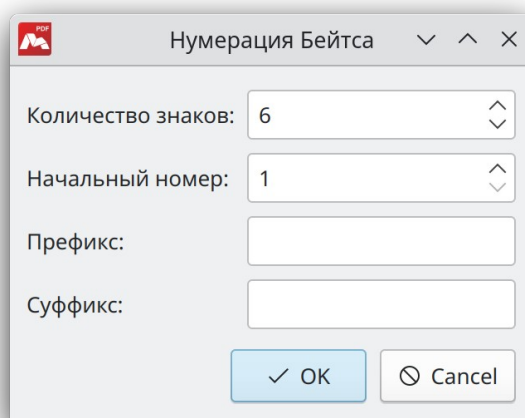 PDF
Нумерация Бейтса
Количество знаков: 6
Начальный номер: 1
Префикс:
Суффикс:
OK Cancel